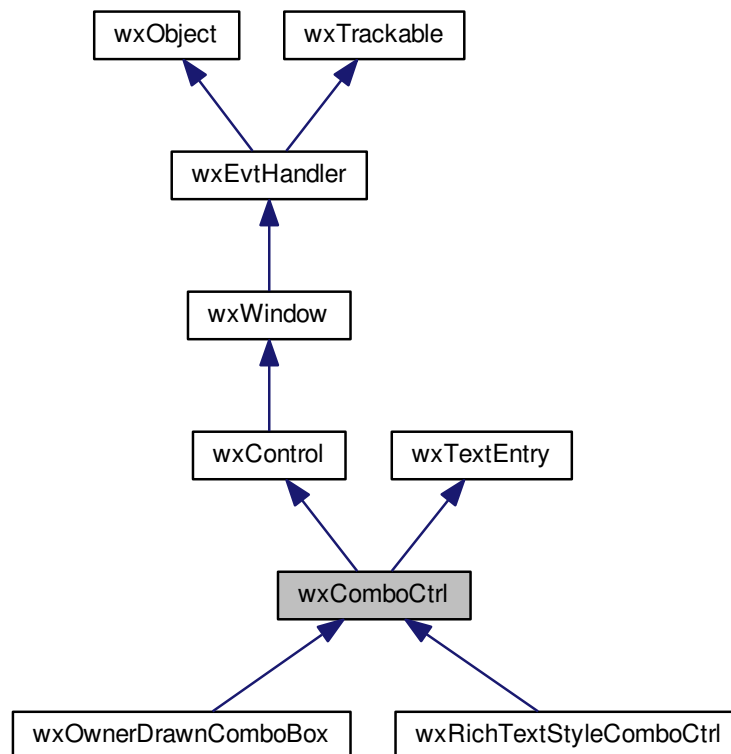 wxObject
wxTrackable
wxEvtHandler
wxWindow
wxControl
wxTextEntry
wxComboCtrl
wxOwnerDrawnComboBox
wxRichTextStyleComboCtrl